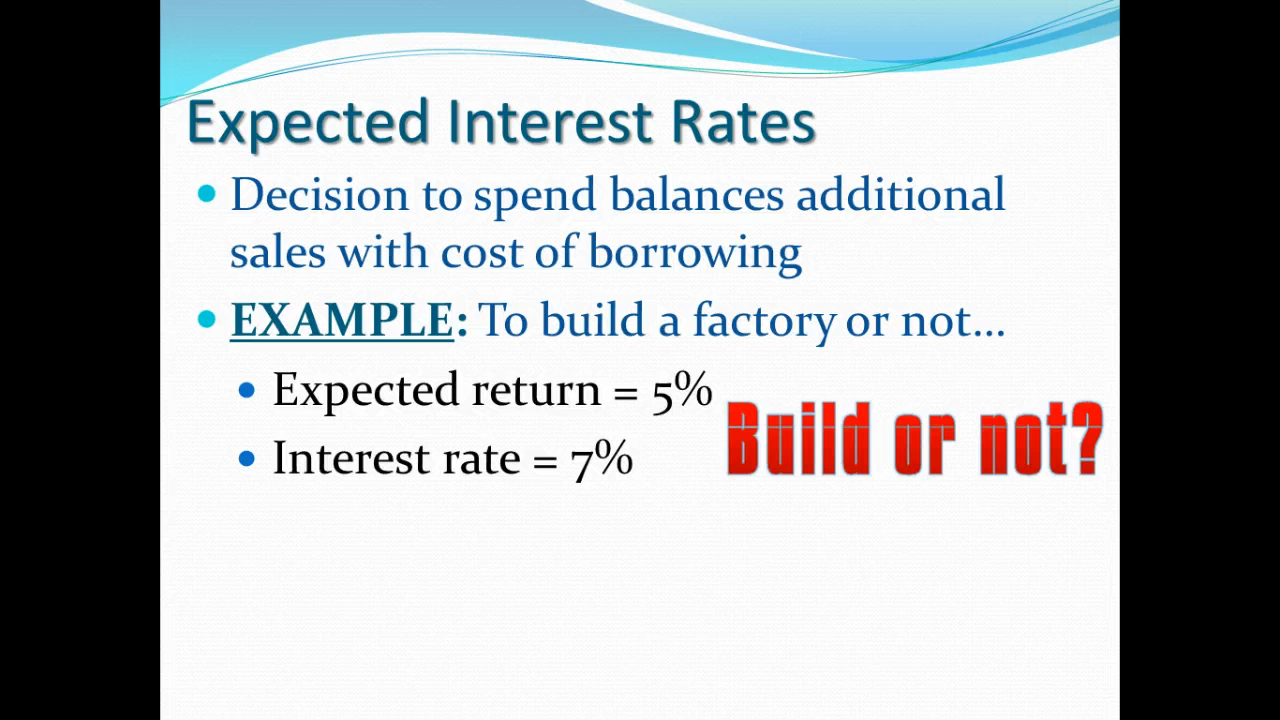 Expected Interest Rates
• Decision to spend balances additional
sales with cost of borrowing
• EXAMPLE: To build a factory or not...
• Expected return = 5%
Build or not?
• Interest rate = 7%